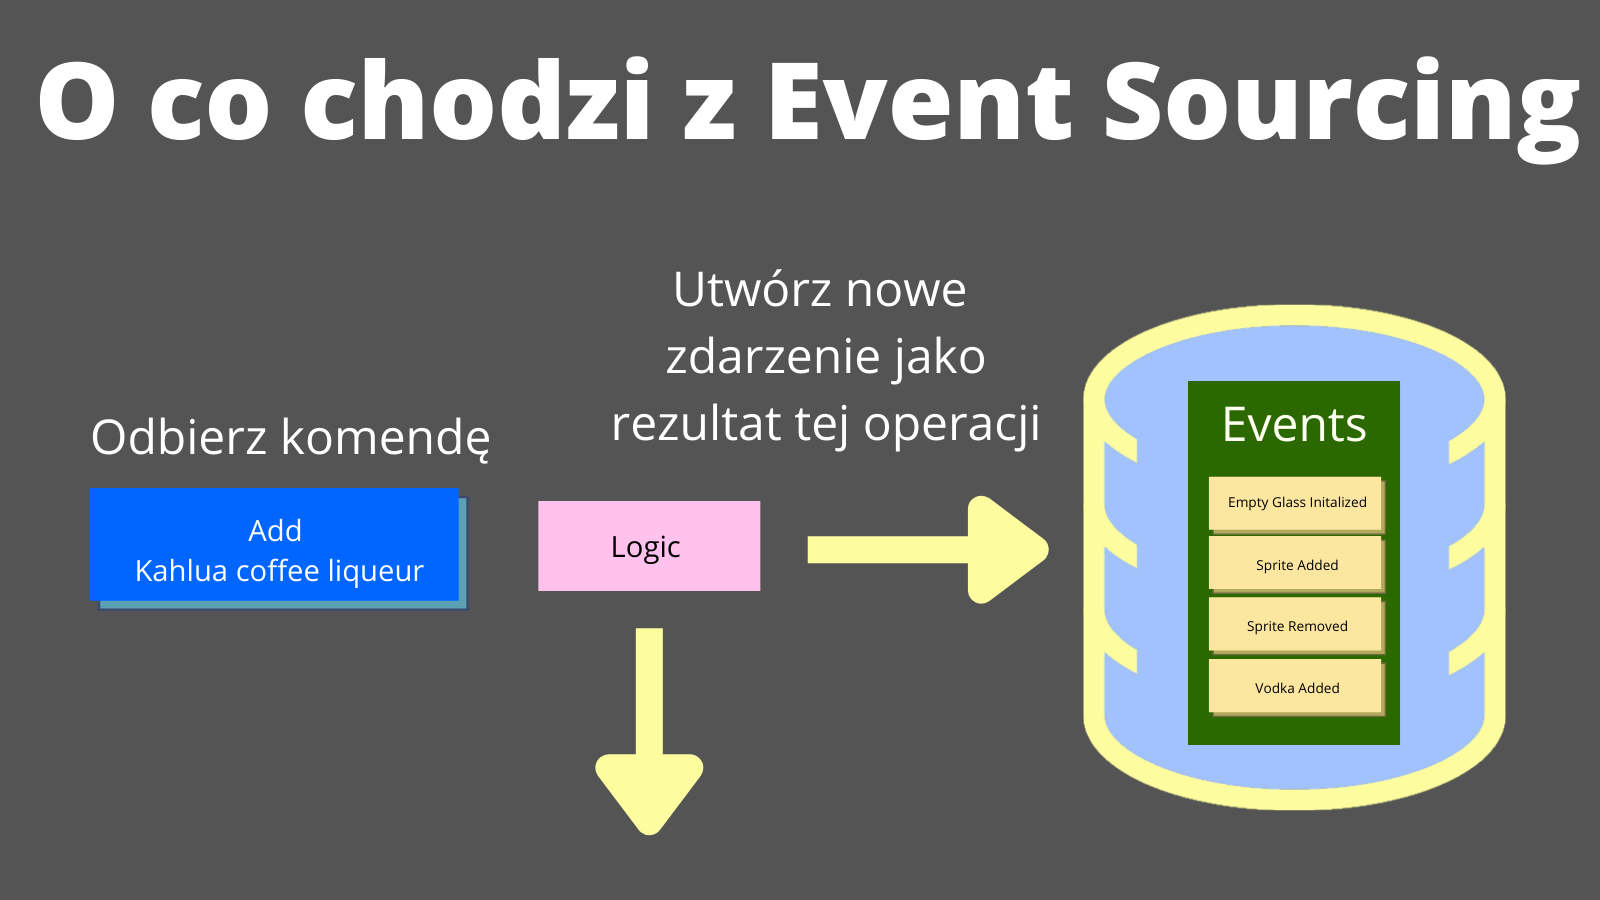 O co chodzi z Event Sourcing
Utwórz nowe
zdarzenie jako
rezultat tej operacji
Odbierz komendę
Add
Kahlua coffee liqueur
Logic
Events
Empty Glass Initalized
Sprite Added
Sprite Removed
Vodka Added